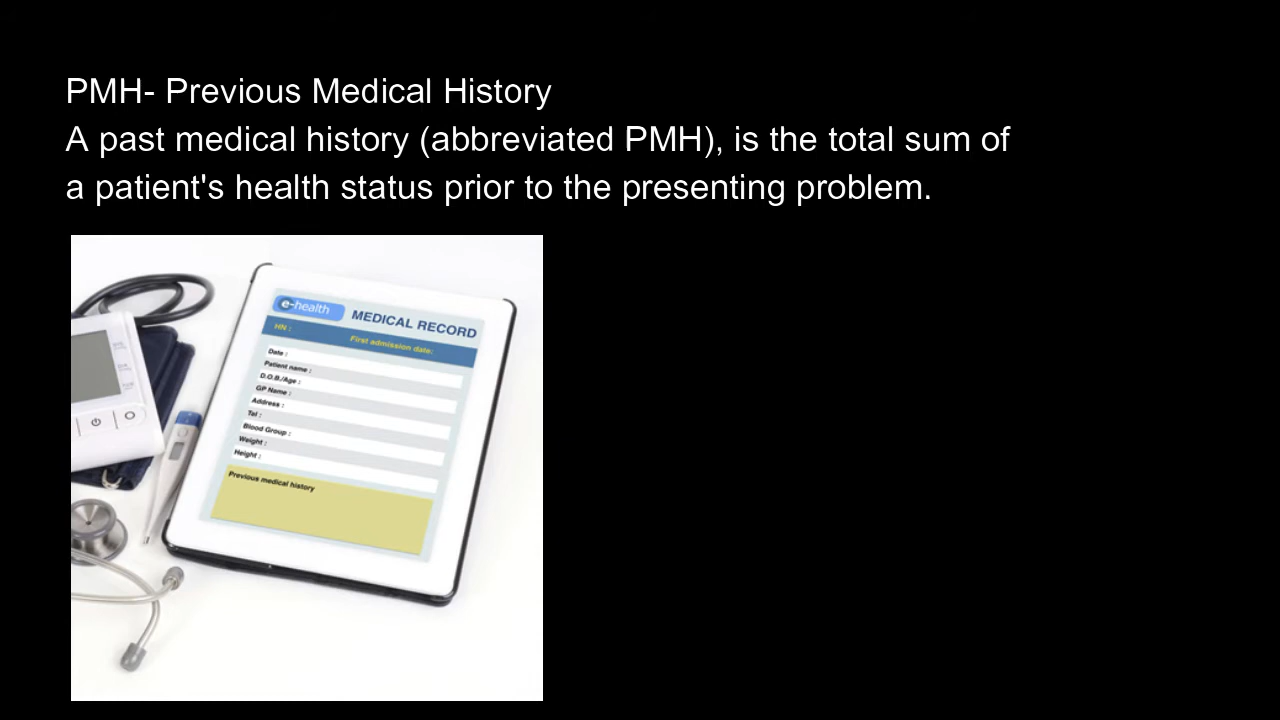 PMH- Previous Medical History
A past medical history (abbreviated PMH), is the total sum of
a patient's health status prior to the presenting problem.
e-health
MEDICAL RECORD
HN :
First admission date:
Date :
Patient name :
D.O.B./Age :
GP Name :
Address :
Tel :
Blood Group :
Weight :
Height :
Previous medical history